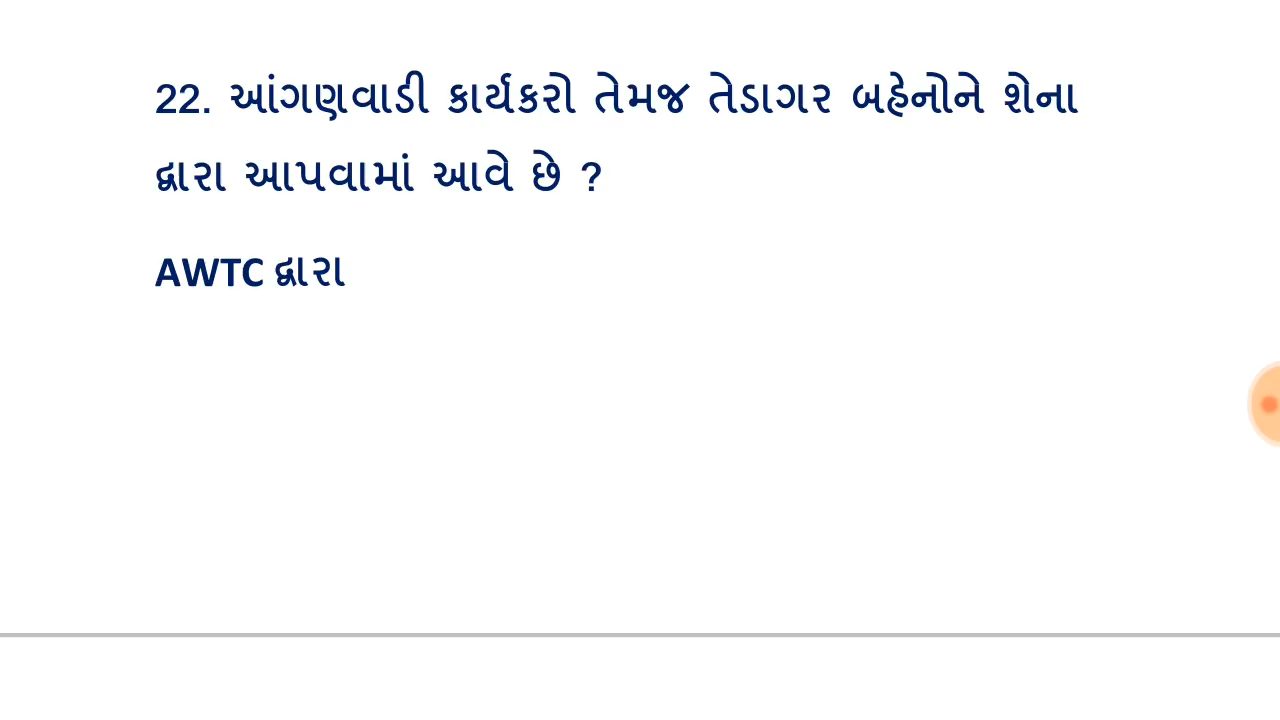 22. આંગણવાડી કાર્યકરો તેમજ તેડાગર બહેનોને શેના
દ્વારા આપવામાં આવે છે ?
AWTC દ્વારા